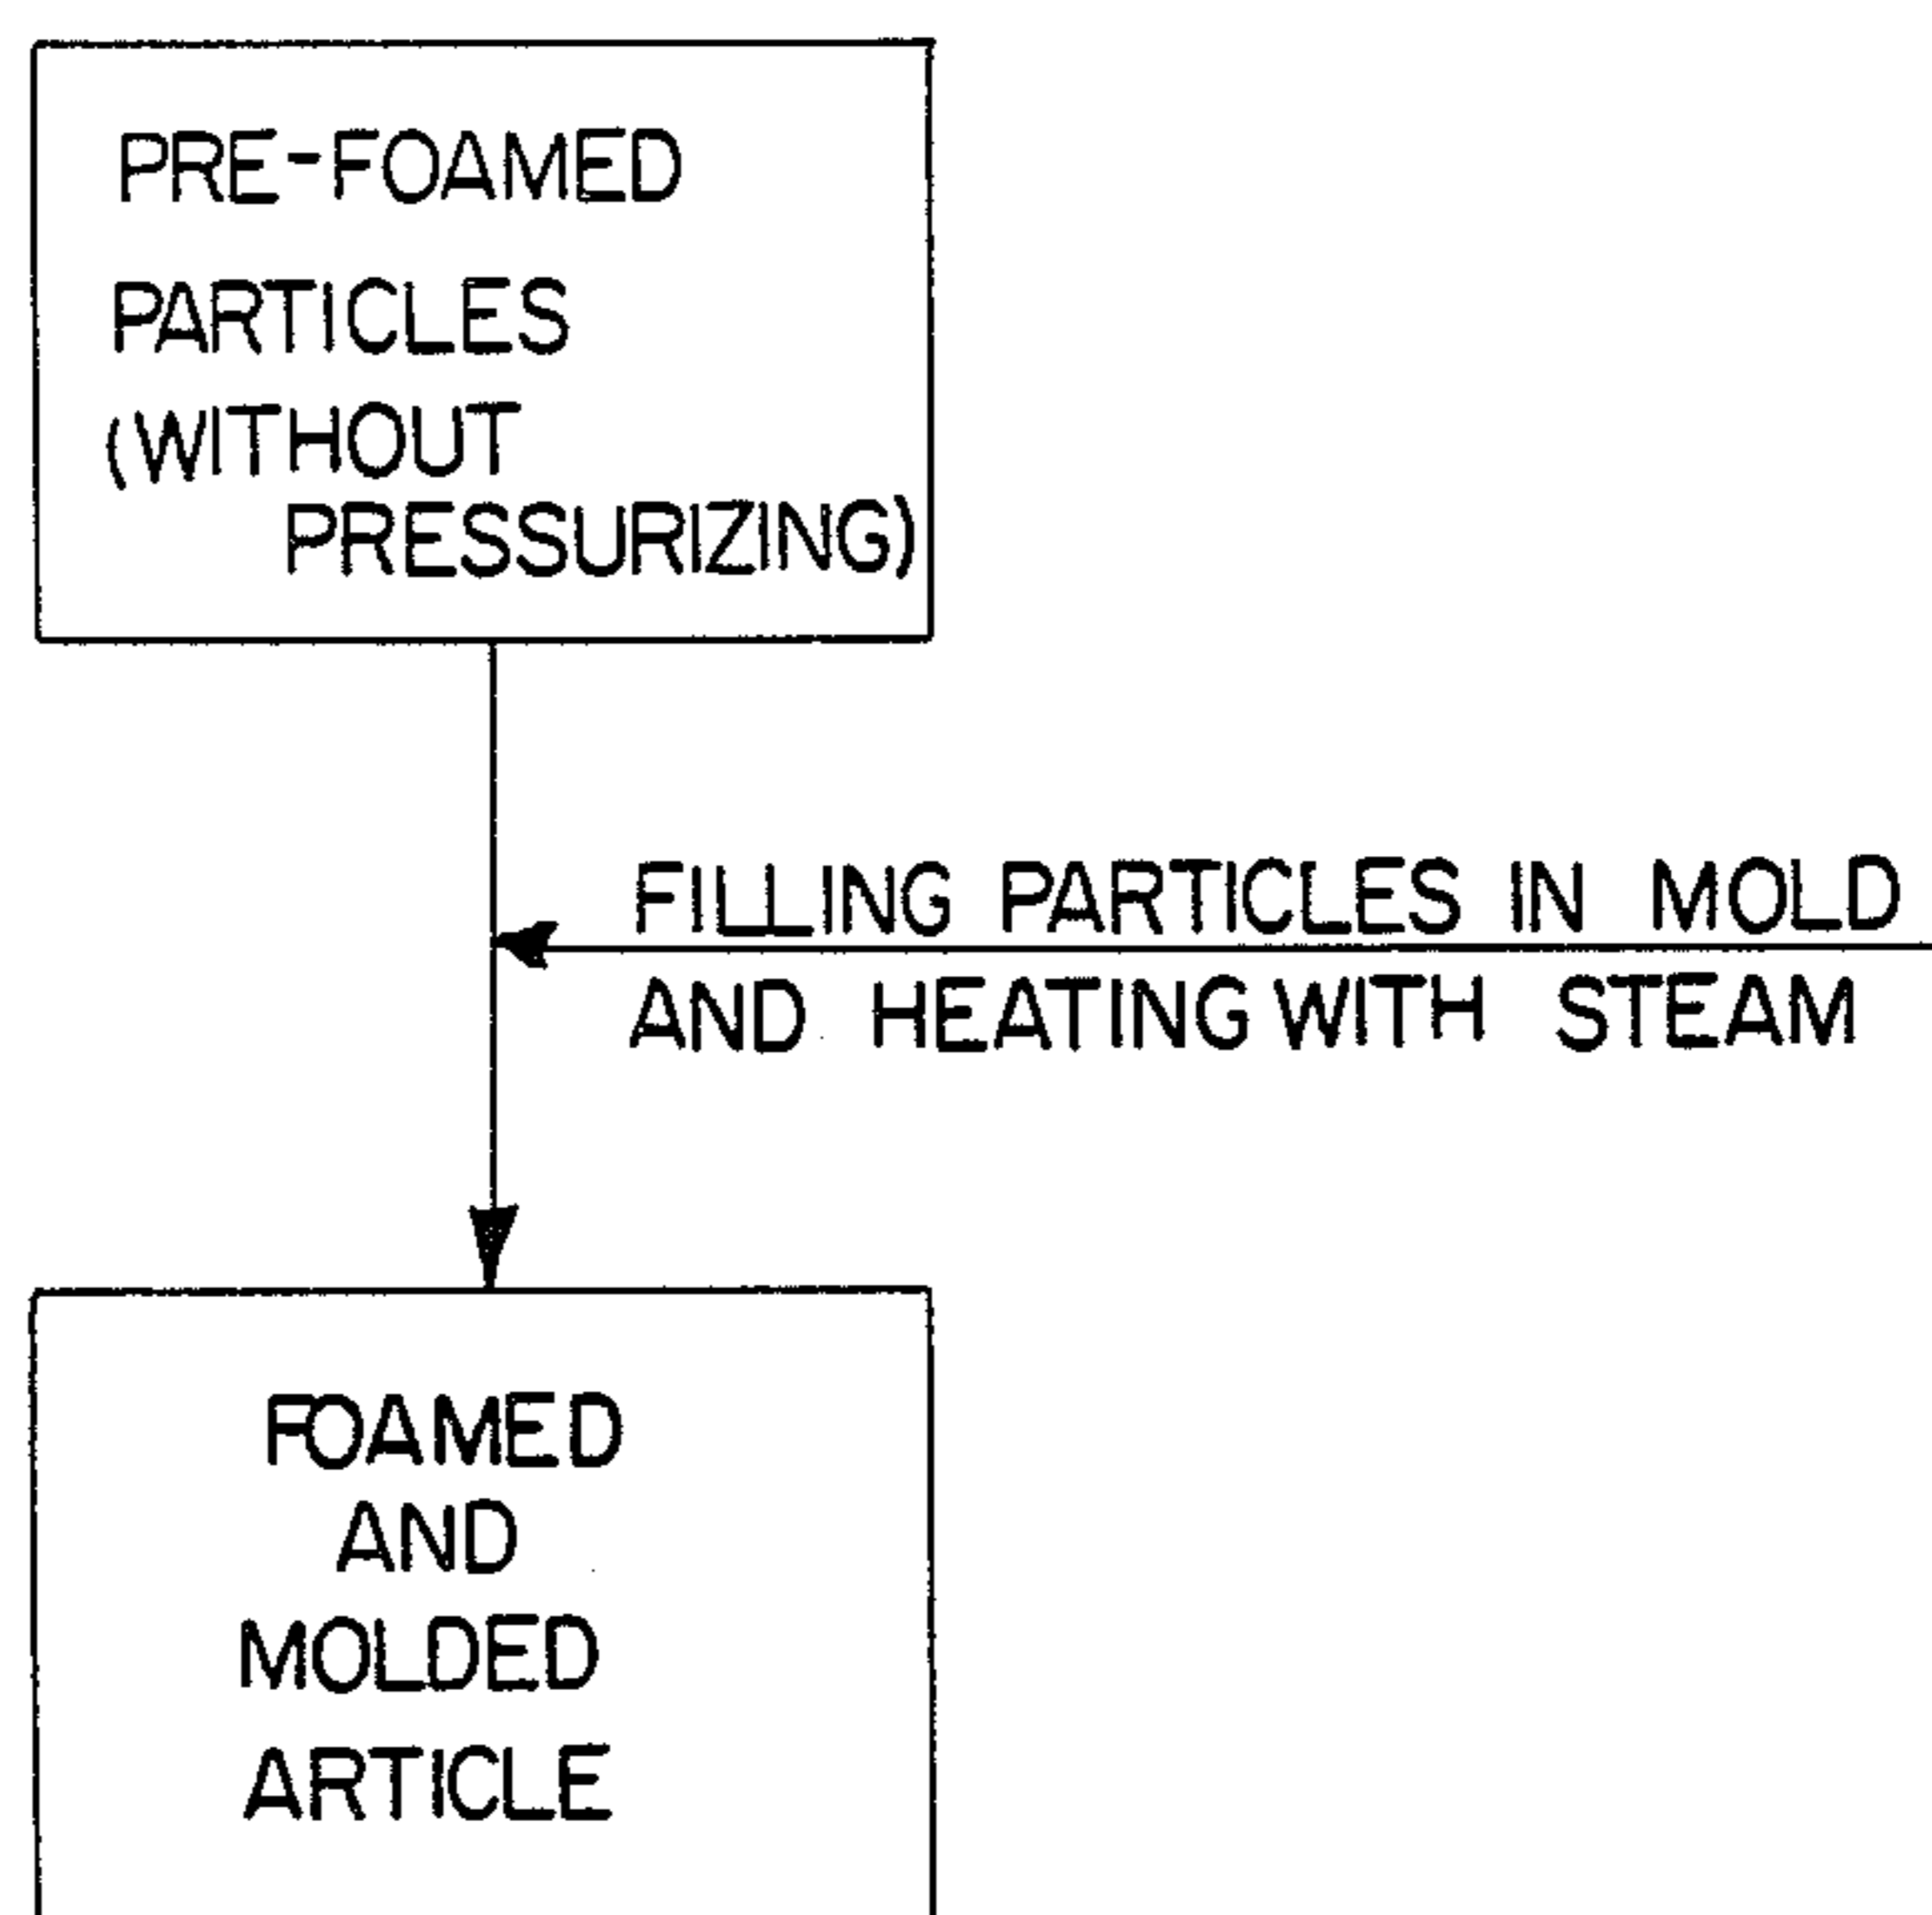 PRE-FOAMED
PARTICLES
(WITHOUT
PRESSURIZING)
FILLING PARTICLES IN MOLD
AND HEATING WITH STEAM
FOAMED
AND
MOLDED
ARTICLE